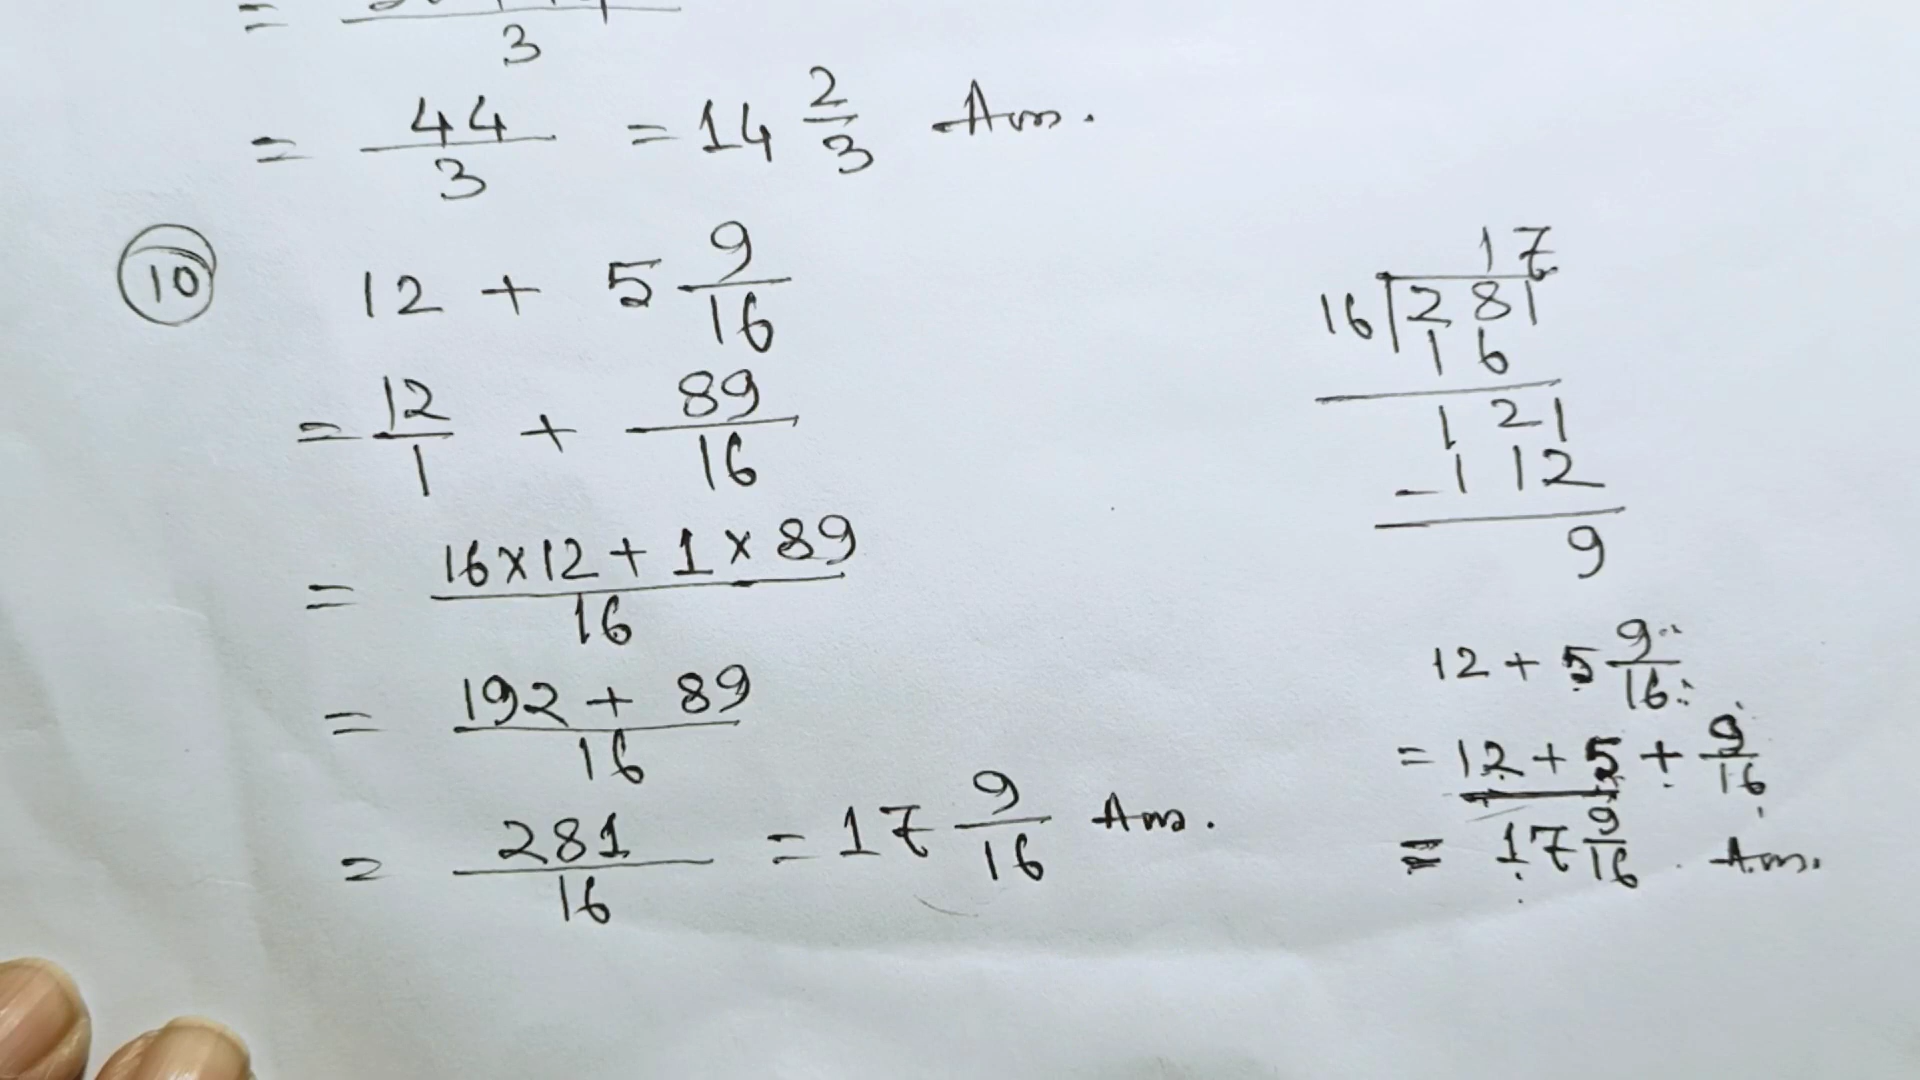 = 3
= 44/3 = 14 2/3 Ans.
10 12 + 5 9/16
= 12/1 + 89/16
= 16×12 + 1×89 / 16
= 192 + 89 / 16
= 281/16 = 17 9/16 Ans.
17
16 281
16
121
- 112
9
12 + 5 9/16
= 12 + 5 + 9/16
= 17 9/16 Ans.